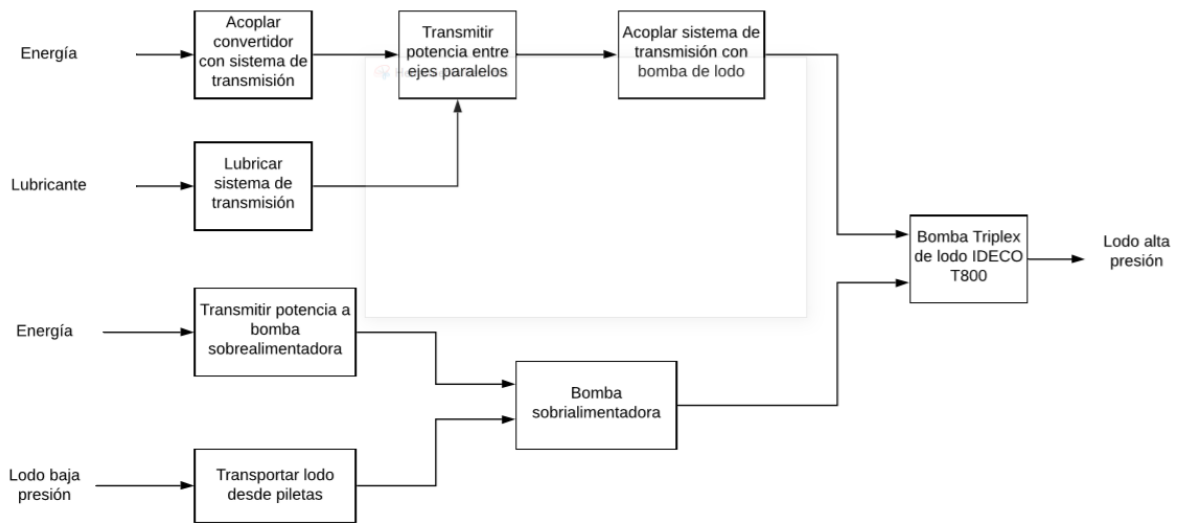 Energía
Acoplar
convertidor
con sistema de
transmisión
Transmitir
potencia entre
ejes paralelos
Acoplar sistema de
transmisión con
bomba de lodo
Lubricante
Lubricar
sistema de
transmisión
Bomba Triplex
de lodo IDECO
T800
Lodo alta
presión
Energía
Transmitir potencia a
bomba
sobrealimentadora
Bomba
sobrialimentadora
Lodo baja
presión
Transportar lodo
desde piletas